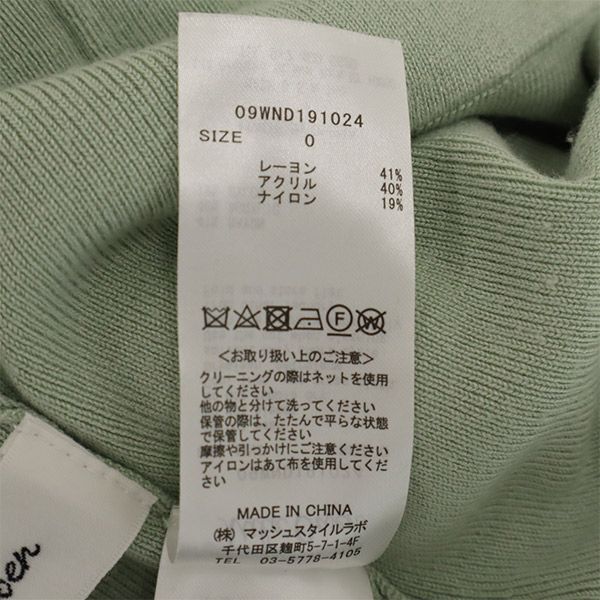 09WND191024
SIZE 0
レーヨン 41%
アクリル 40%
ナイロン 19%
F W
<お取り扱い上のご注意>
クリーニングの際はネットを使用
してください
他の物と分けて洗ってください
保管の際は、たたんで平らな状態
で保管してください
摩擦や引っかけにご注意ください
アイロンはあて布を使用してくだ
さい
MADE IN CHINA
(株) マッシュスタイルラボ
千代田区麹町5-7-1-4F
TEL 03-5778-4105